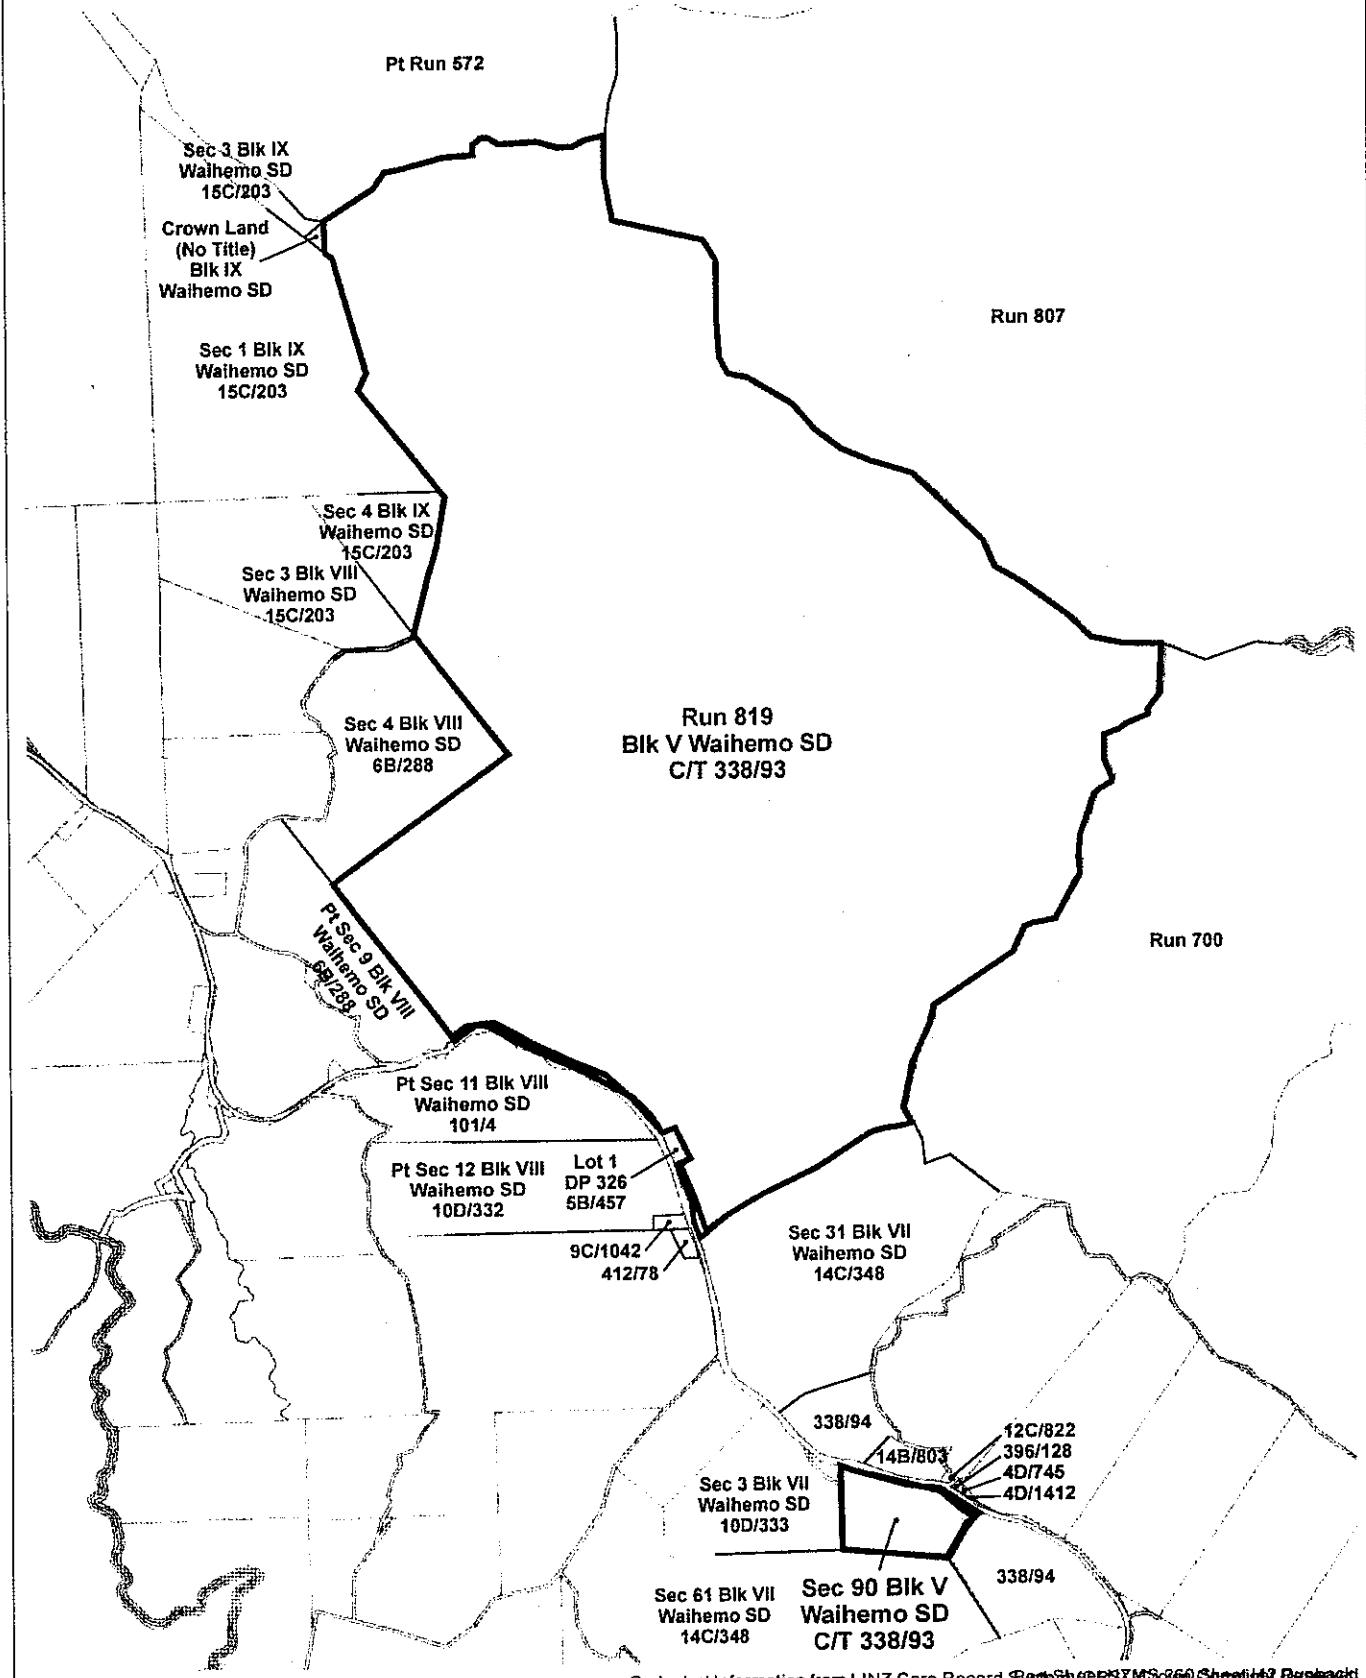 Pt Run 572
Sec 3 Blk IX
Waihemo SD
15C/203
Crown Land
(No Title)
Blk IX
Waihemo SD
Run 807
Sec 1 Blk IX
Waihemo SD
15C/203
Sec 4 Blk IX
Waihemo SD
15C/203
Sec 3 Blk VIII
Waihemo SD
15C/203
Sec 4 Blk VIII
Waihemo SD
6B/288
Run 819
Blk V Waihemo SD
C/T 338/93
Pt Sec 9 Blk VIII
Waihemo SD
6B/288
Run 700
Pt Sec 11 Blk VIII
Waihemo SD
101/4
Pt Sec 12 Blk VIII
Waihemo SD
10D/332
Lot 1
DP 326
5B/457
9C/1042
412/78
Sec 31 Blk VII
Waihemo SD
14C/348
338/94
14B/803
12C/822
396/128
4D/745
4D/1412
Sec 3 Blk VII
Waihemo SD
10D/333
338/94
Sec 61 Blk VII
Waihemo SD
14C/348
Sec 90 Blk V
Waihemo SD
C/T 338/93